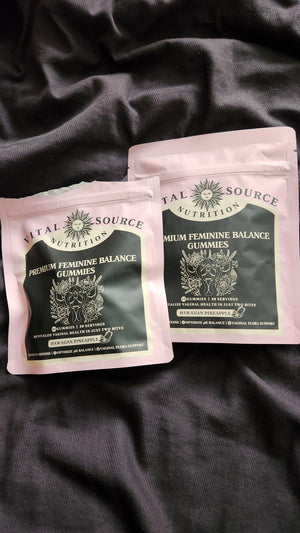 VITAL SOURCE
NUTRITION
PREMIUM FEMININE BALANCE
GUMMIES
GUMMIES | 30 SERVINGS
REVITALIZE VAGINAL HEALTH IN JUST TWO BITES
HAWAIIAN PINEAPPLE
OPTIMIZE pH BALANCE | VAGINAL FLORA SUPPORT
VITAL SOURCE
NUTRITION
MIUM FEMININE BALANCE
GUMMIES
GUMMIES | 30 SERVINGS
TALIZE VAGINAL HEALTH IN JUST TWO BITES
HAWAIIAN PINEAPPLE
OPTIMIZE pH BALANCE | VAGINAL FLORA SUPPORT